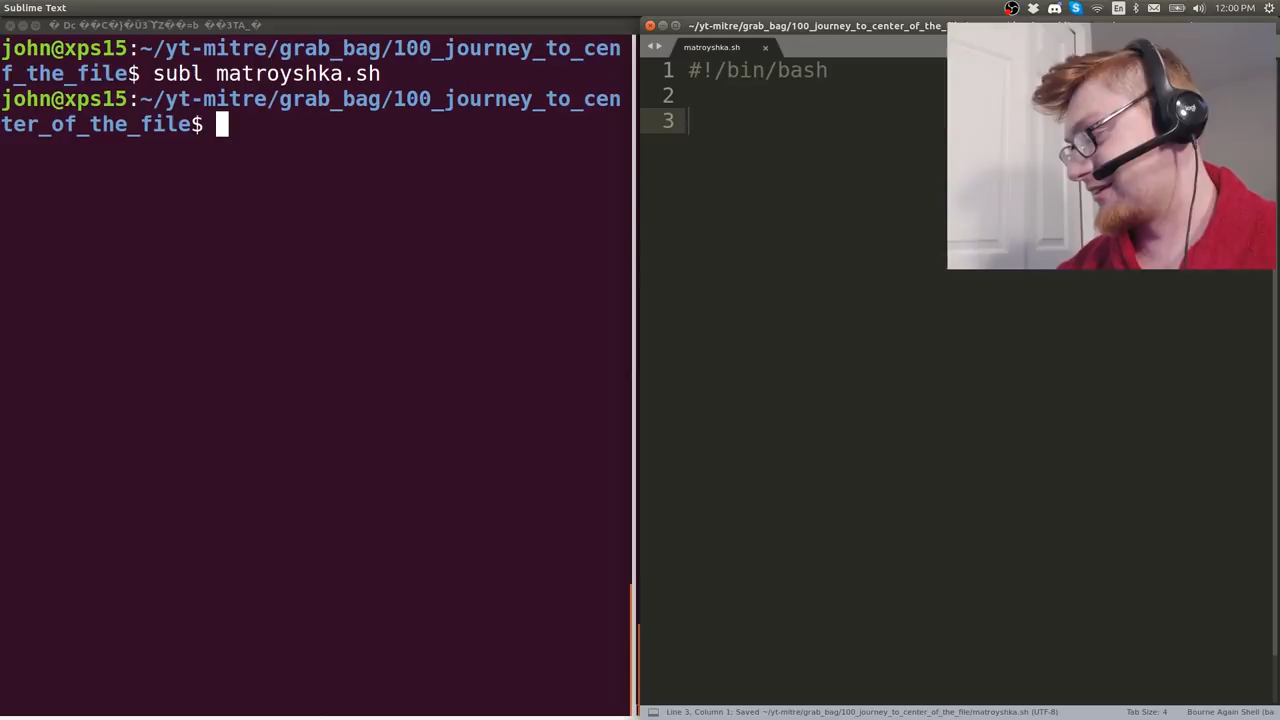 Sublime Text
En
12:00 PM
john@xps15:~/yt-mitre/grab_bag/100_journey_to_cen
f_the_file$ subl matroyshka.sh
john@xps15:~/yt-mitre/grab_bag/100_journey_to_cen
ter_of_the_file$
~/yt-mitre/grab_bag/100_journey_to_center_of_the_
matroyshka.sh
1 #!/bin/bash
2
3
Line 3, Column 1; Saved ~/yt-mitre/grab_bag/100_journey_to_center_of_the_file/matroyshka.sh (UTF-8)
Tab Size: 4
Bourne Again Shell (ba